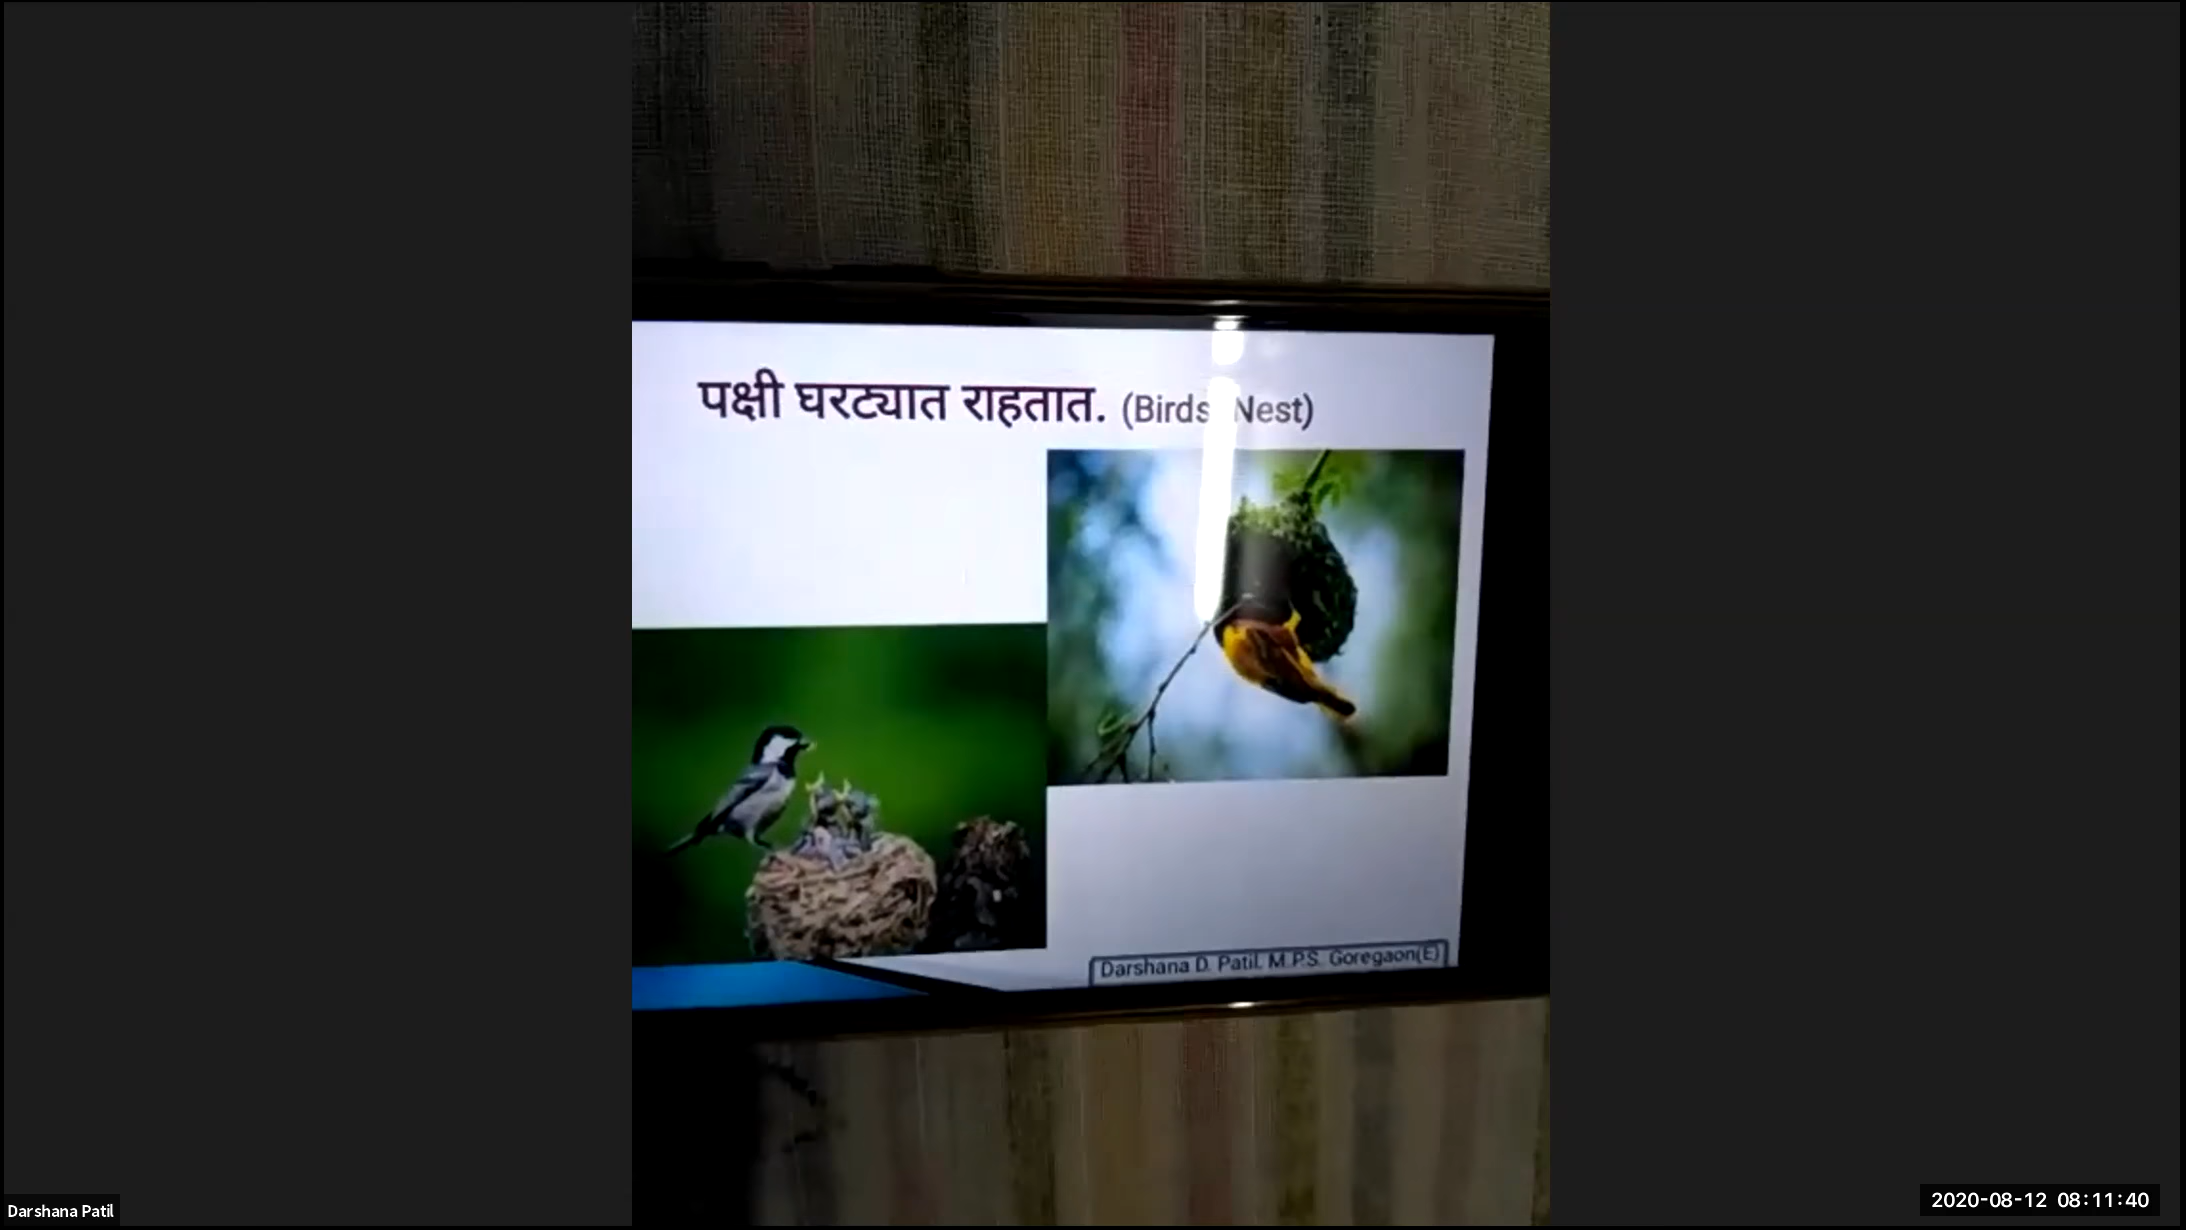 पक्षी घरट्यात राहतात. (Birds Nest)
Darshana D. Patil. M.P.S. Goregaon(E)
Darshana Patil
2020-08-12 08:11:40